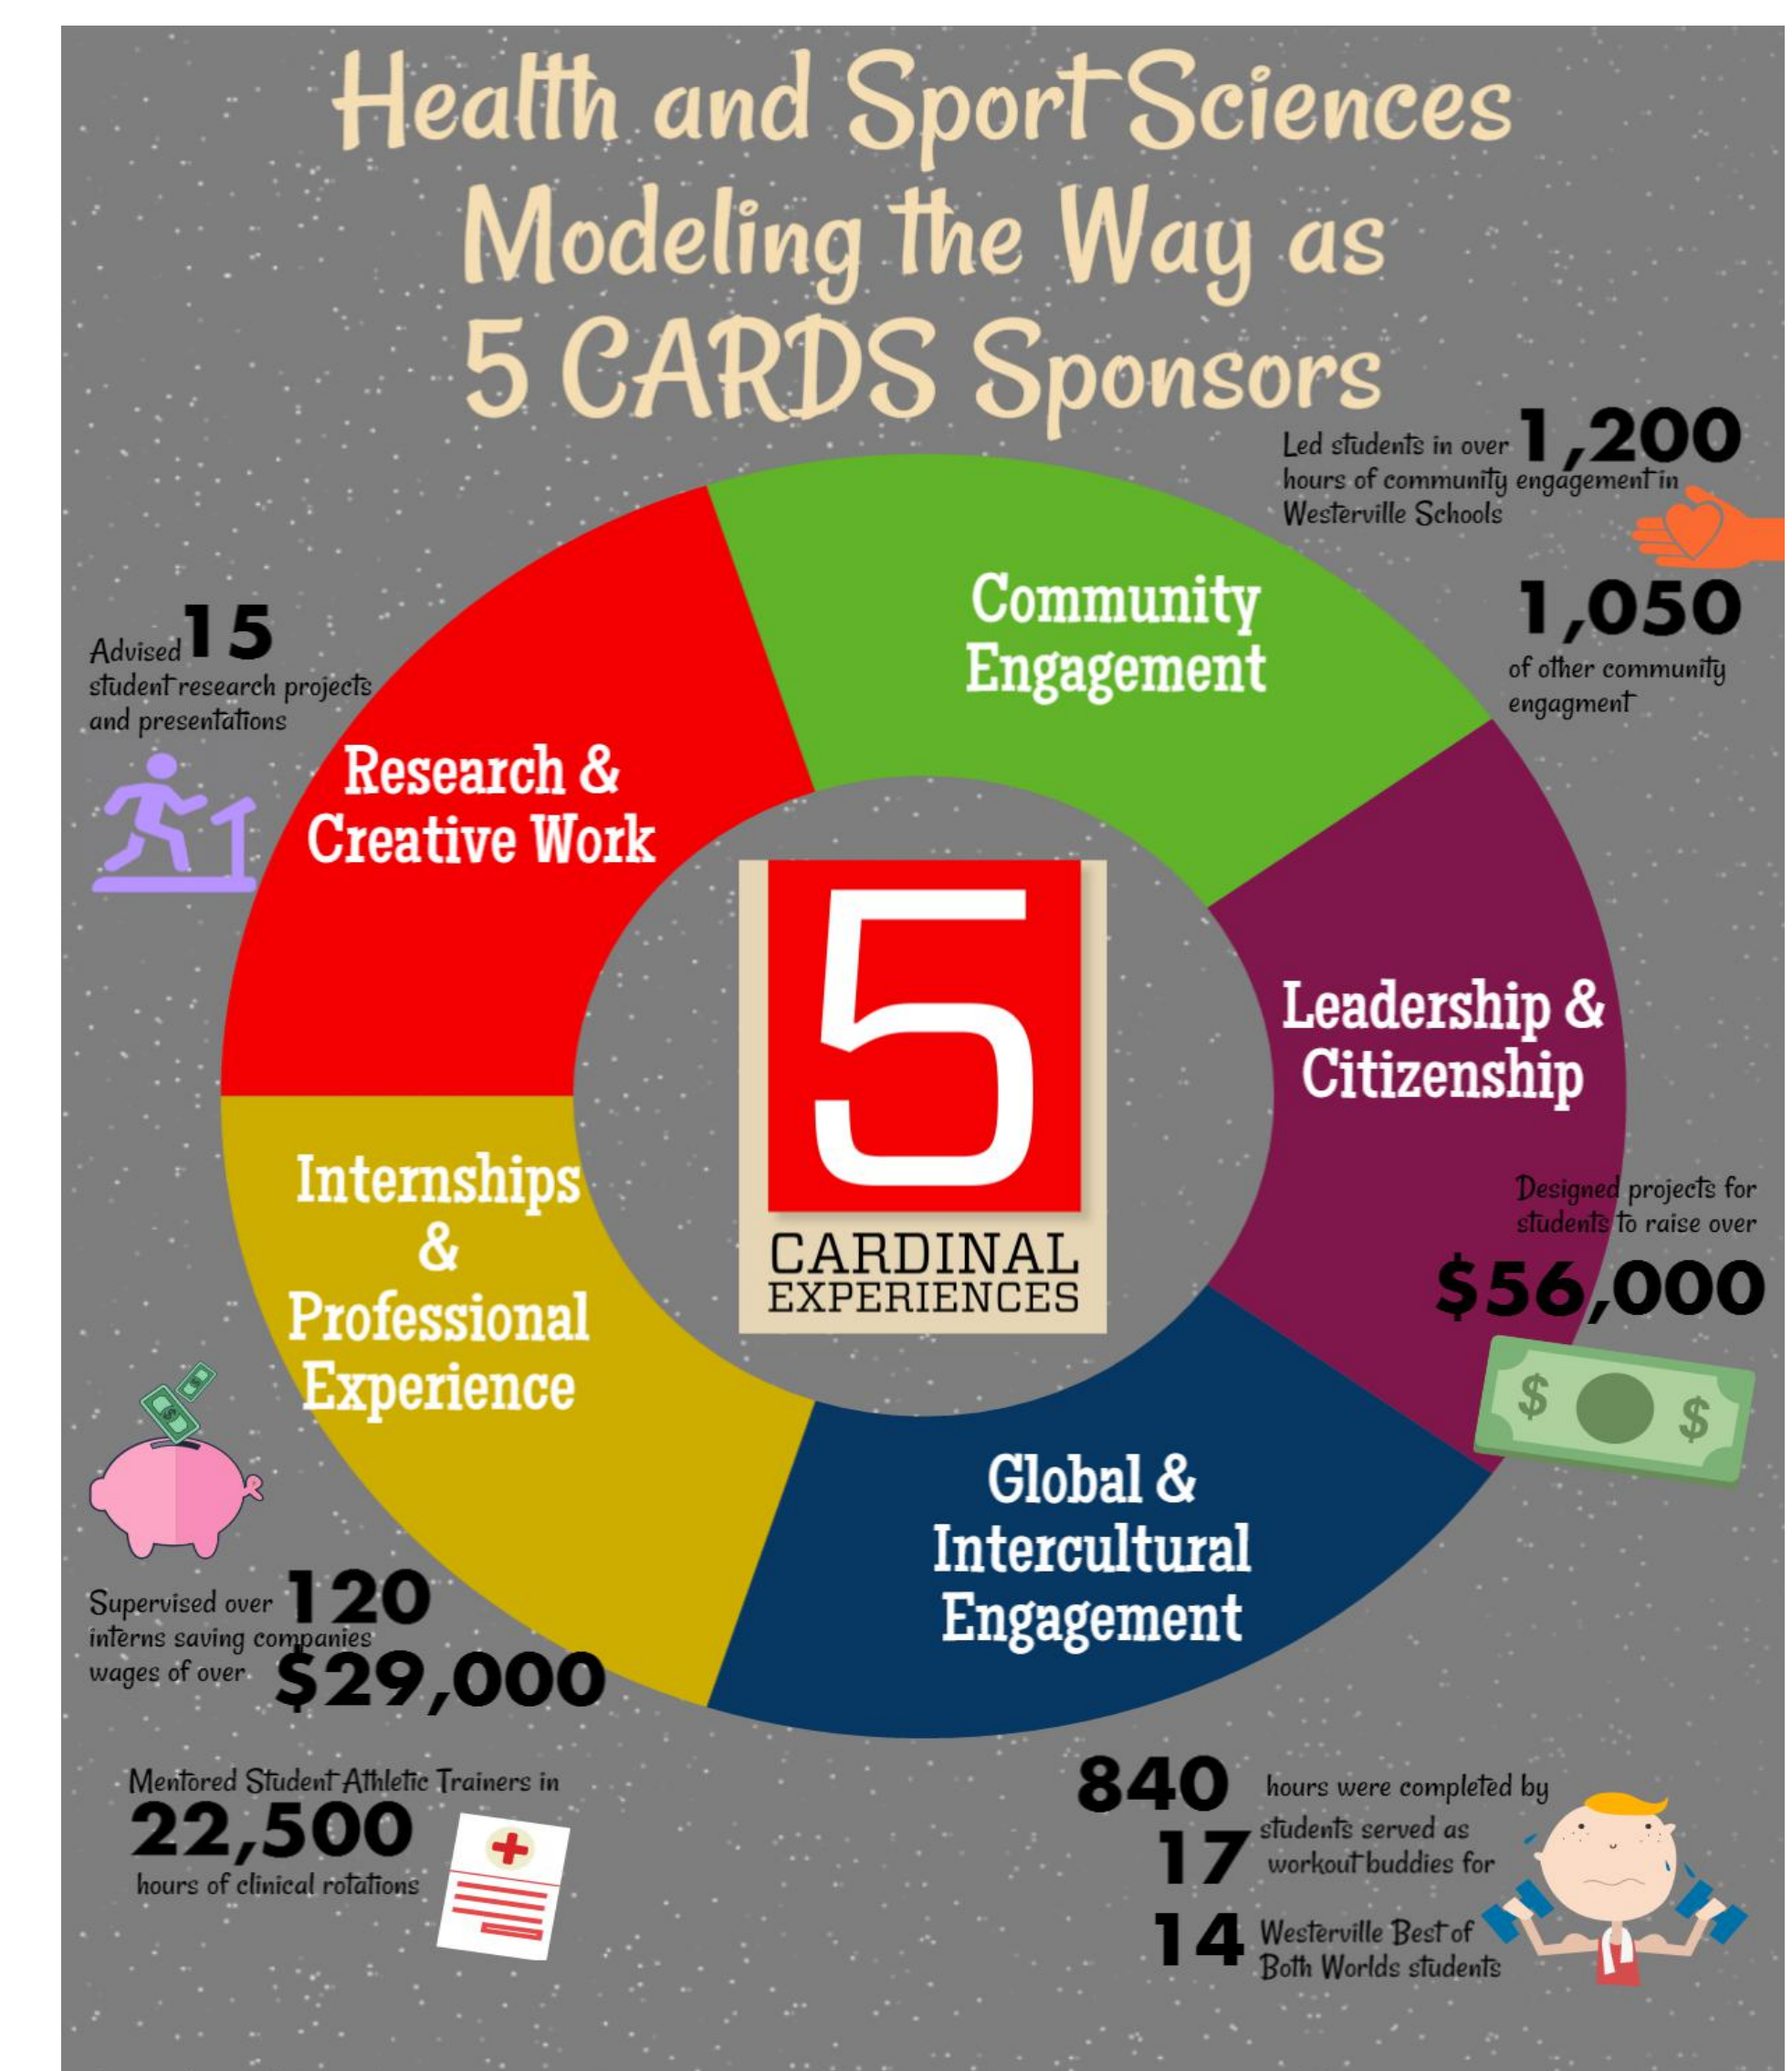 Health and Sport Sciences
Modeling the Way as
5 CARDS Sponsors
Led students in over 1,200
hours of community engagement in
Westerville Schools
1,050
of other community
engagment
Advised 15
student research projects
and presentations
Community
Engagement
Research &
Creative Work
5
CARDINAL
EXPERIENCES
Leadership &
Citizenship
Designed projects for
students to raise over
$56,000
$ $
Internships
&
Professional
Experience
Global &
Intercultural
Engagement
Supervised over 120
interns saving companies
wages of over $29,000
Mentored Student Athletic Trainers in
22,500
hours of clinical rotations
840 hours were completed by
17 students served as
workout buddies for
14 Westerville Best of
Both Worlds students